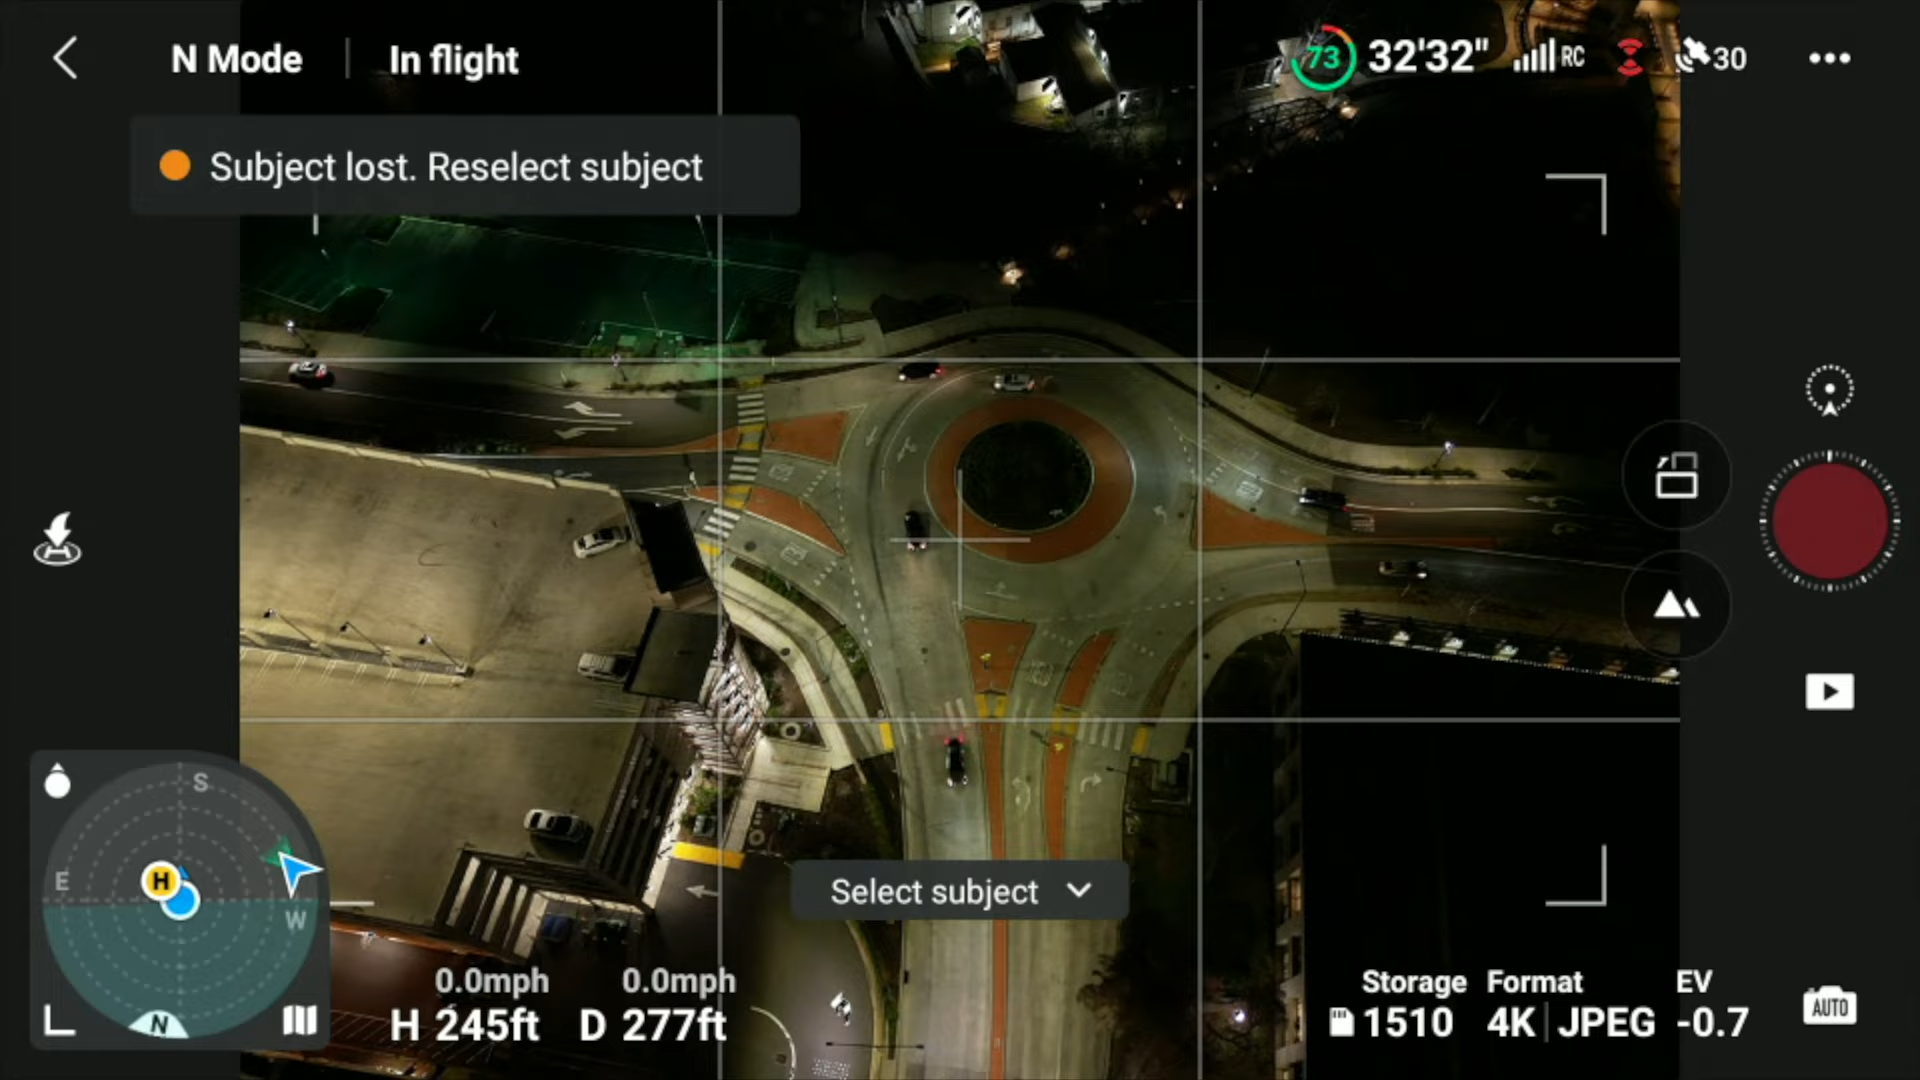 N Mode | In flight
73 32'32" RC 30
Subject lost. Reselect subject
S
H
E
W
N
Select subject
0.0mph 0.0mph
H 245ft D 277ft
Storage Format EV
1510 4K | JPEG -0.7
AUTO